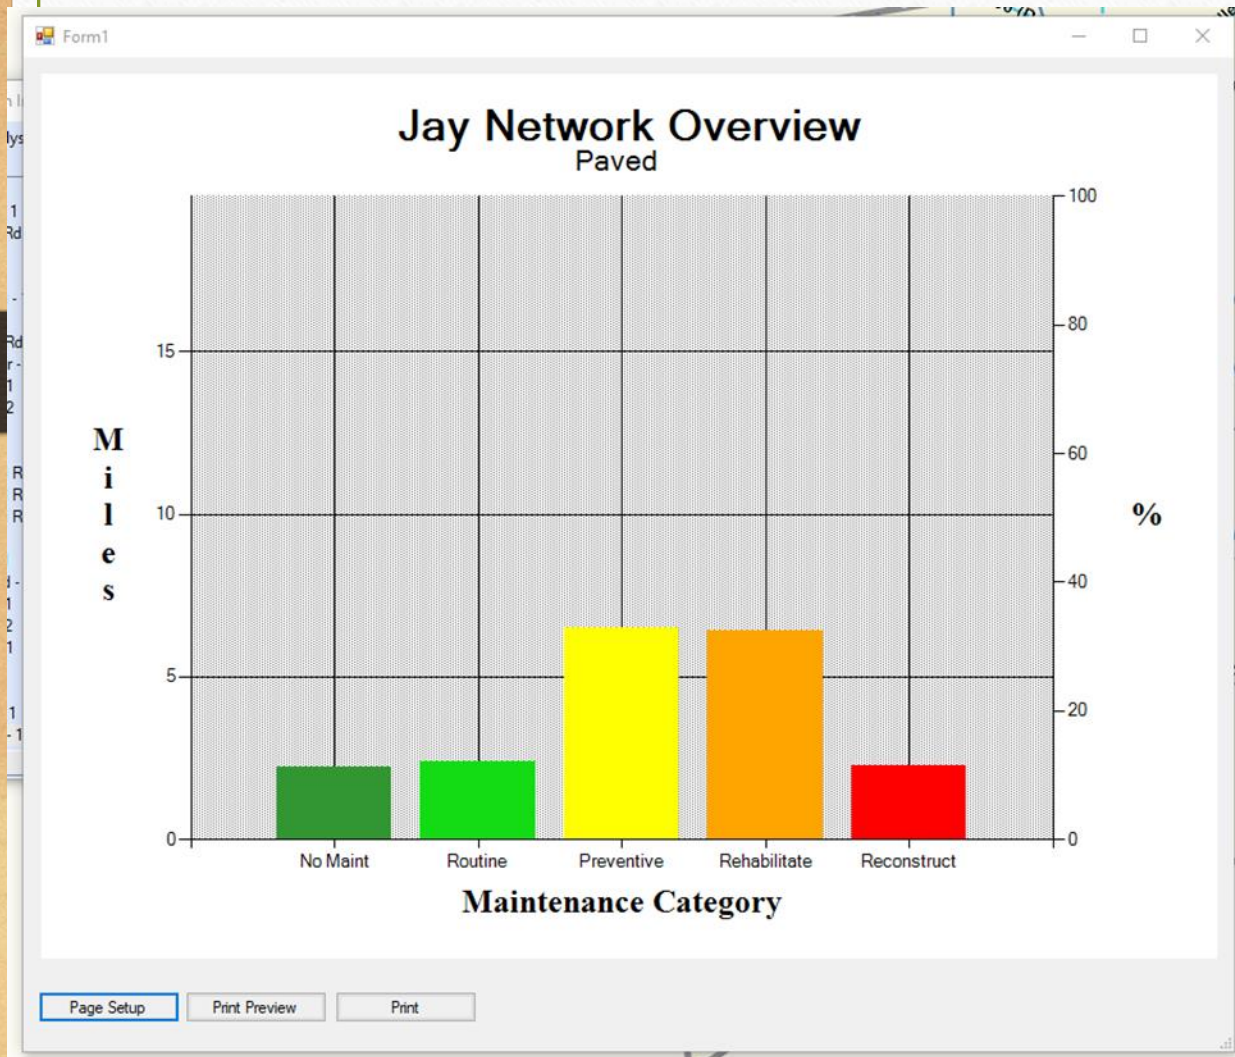 Form1
Jay Network Overview
Paved
100
80
15
60
Miles
10
%
40
5
20
0
0
No Maint Routine Preventive Rehabilitate Reconstruct
Maintenance Category
Page Setup Print Preview Print